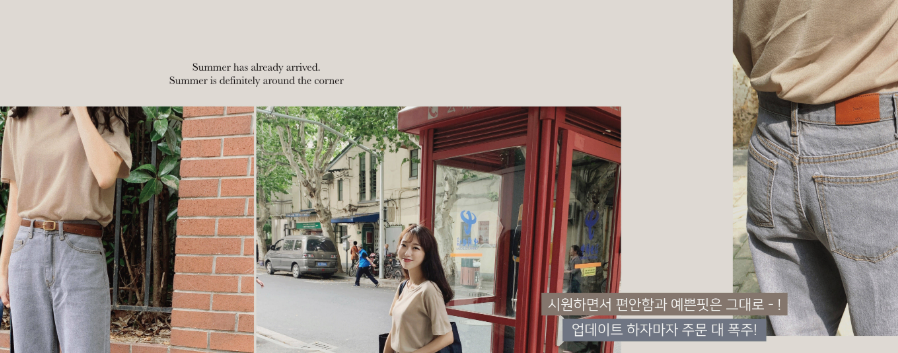 Summer has already arrived.
Summer is definitely around the corner
시원하면서 편안함과 예쁜핏은 그대로 - !
업데이트 하자마자 주문 대 폭주!